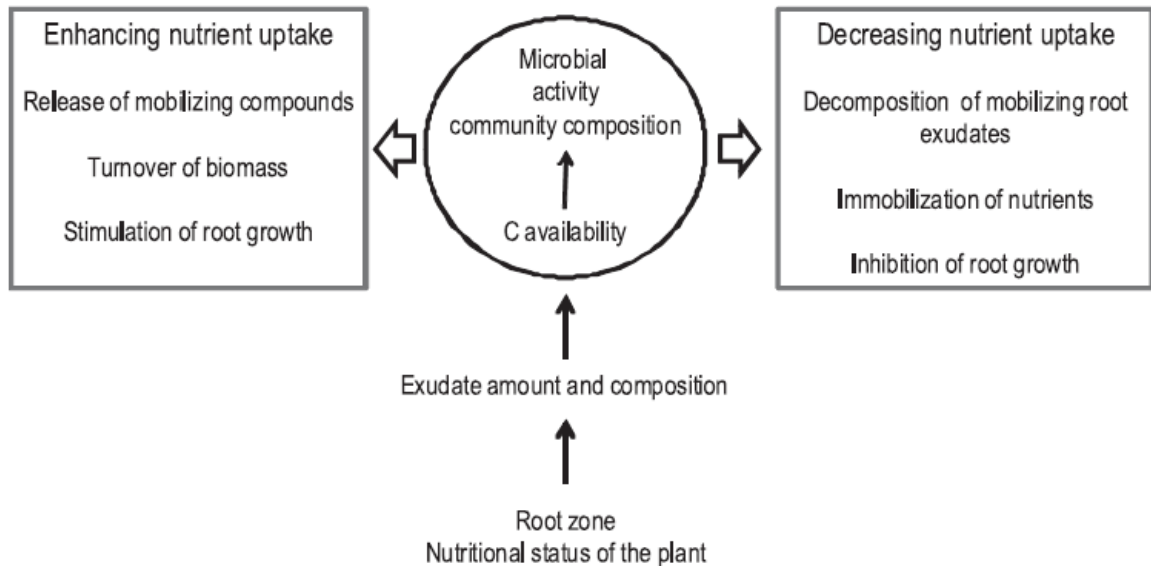 Enhancing nutrient uptake
Release of mobilizing compounds
Turnover of biomass
Stimulation of root growth
Microbial
activity
community composition
C availability
Decreasing nutrient uptake
Decomposition of mobilizing root
exudates
Immobilization of nutrients
Inhibition of root growth
Exudate amount and composition
Root zone
Nutritional status of the plant